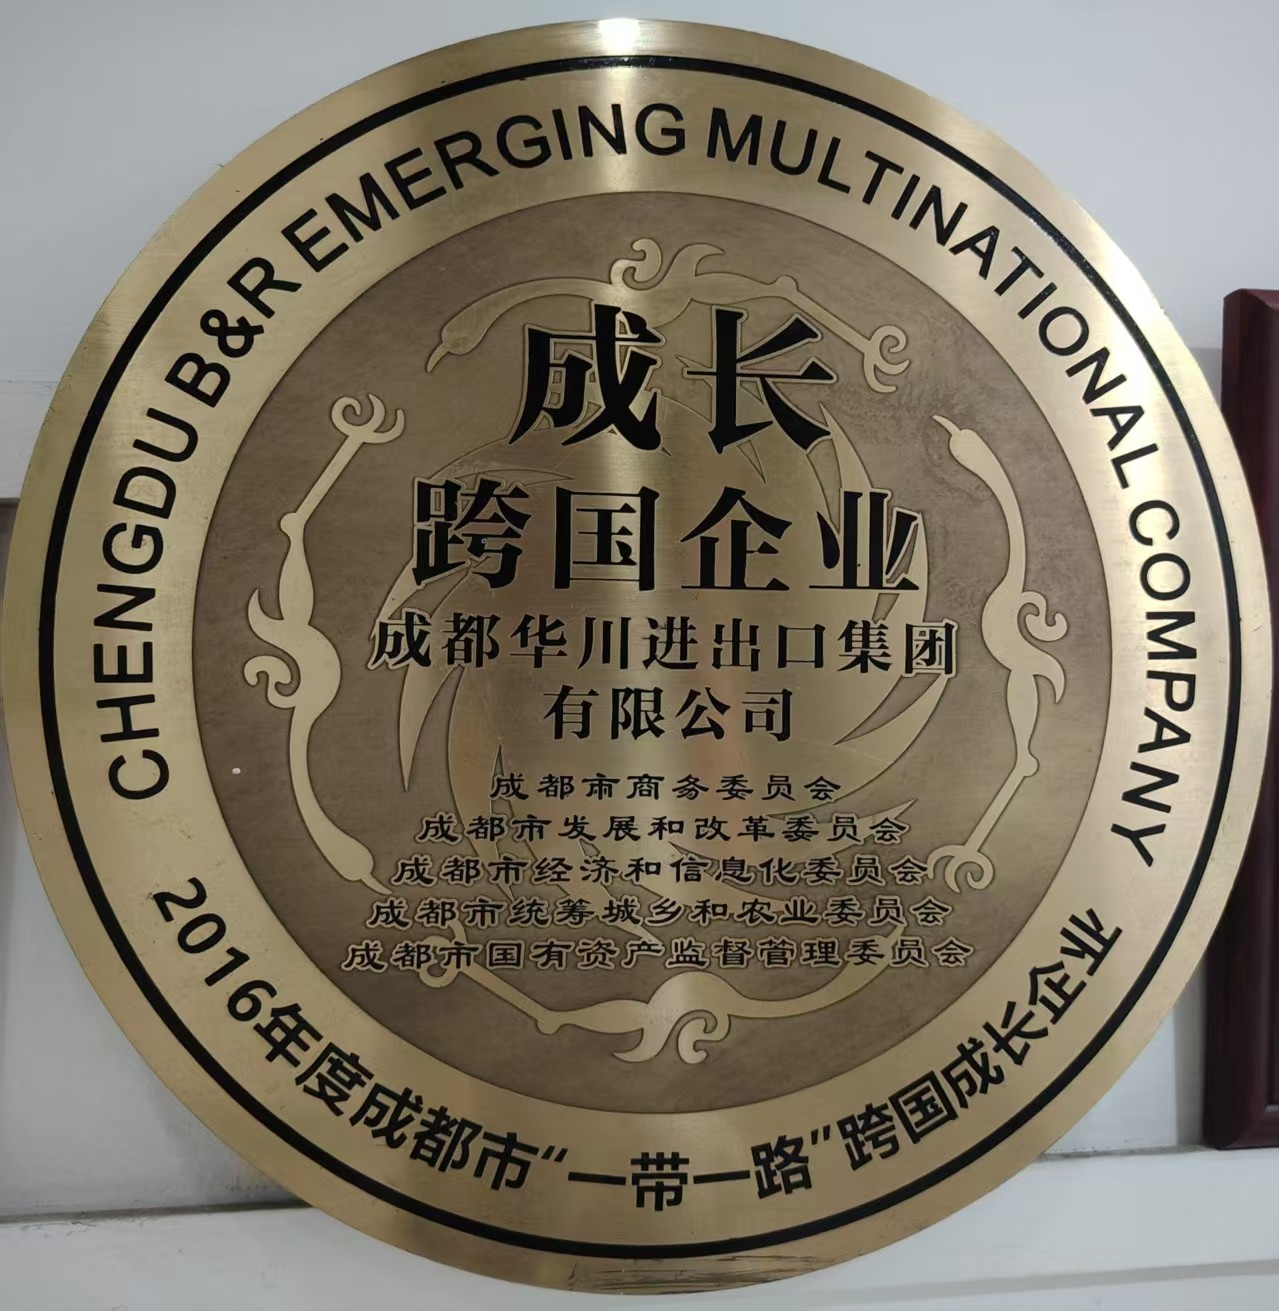 CHENGDU B&R EMERGING MULTINATIONAL COMPANY
成长
跨国企业
成都华川进出口集团
有限公司
成都市商务委员会
成都市发展和改革委员会
成都市经济和信息化委员会
成都市统筹城乡和农业委员会
成都市国有资产监督管理委员会
2016年度成都市“一带一路”跨国成长企业